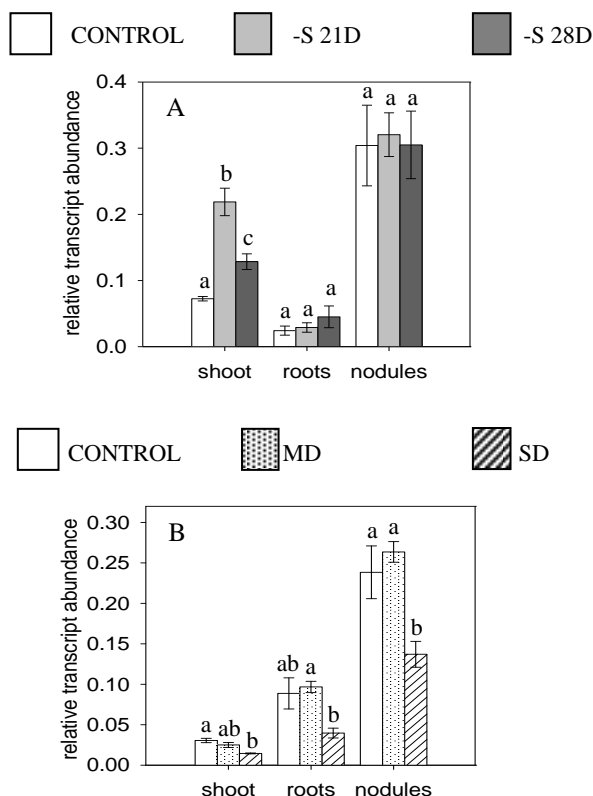 CONTROL -S 21D -S 28D
A
relative transcript abundance
0.4
0.3
0.2
0.1
0.0
a b c
a a a
a a a
shoot roots nodules
CONTROL MD SD
B
relative transcript abundance
0.30
0.25
0.20
0.15
0.10
0.05
0.00
a ab b
ab a b
a a b
shoot roots nodules